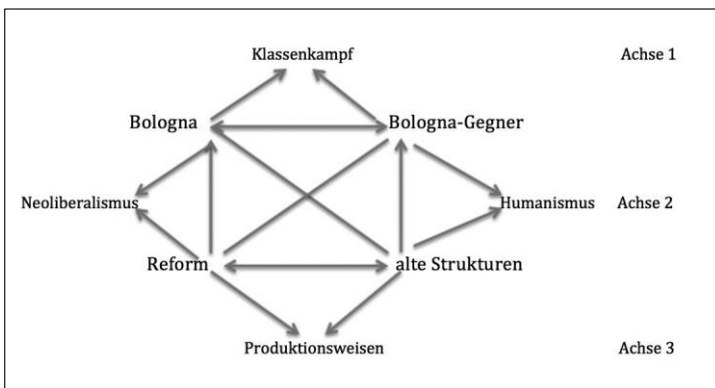 Klassenkampf Achse 1
Bologna Bologna-Gegner
Neoliberalismus Humanismus Achse 2
Reform alte Strukturen
Produktionsweisen Achse 3